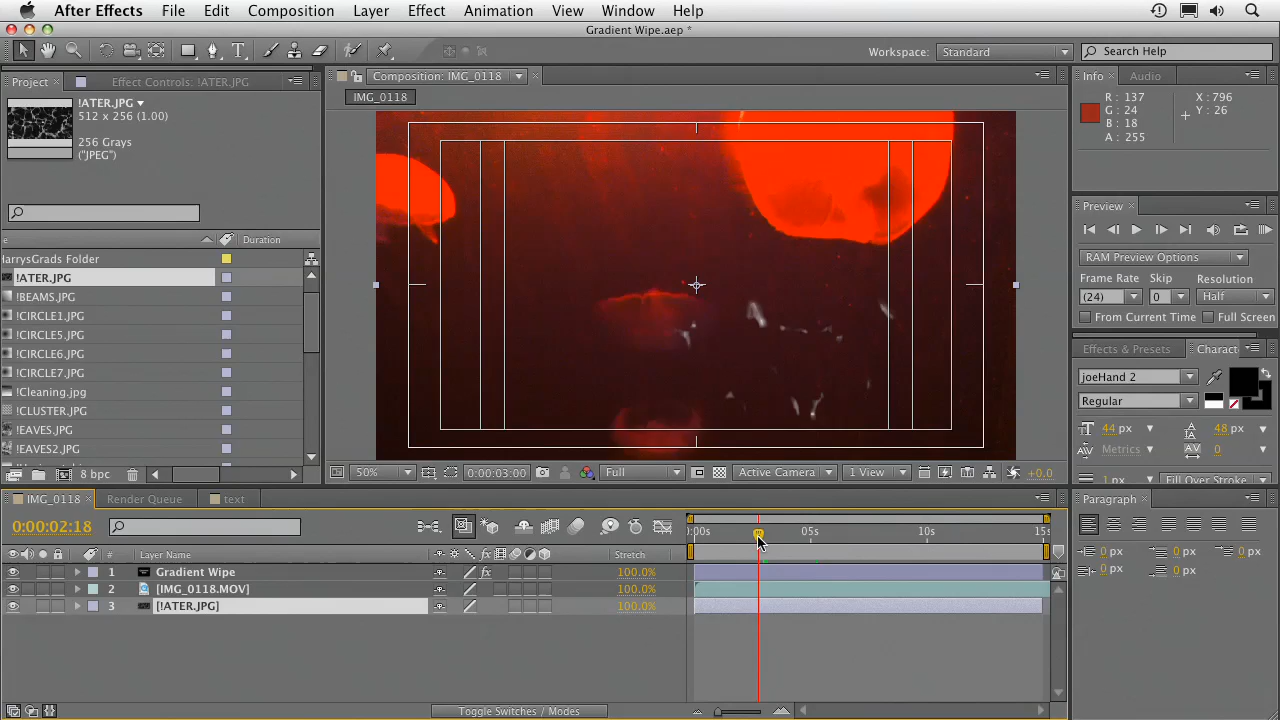 After Effects File Edit Composition Layer Effect Animation View Window Help
Gradient Wipe.aep *
Workspace: Standard Search Help
Project Effect Controls: !ATER.JPG
!ATER.JPG
512 x 256 (1.00)
256 Grays
("JPEG")
e Duration
arrysGrads Folder
!ATER.JPG
!BEAMS.JPG
!CIRCLE1.JPG
!CIRCLE5.JPG
!CIRCLE6.JPG
!CIRCLE7.JPG
!Cleaning.jpg
!CLUSTER.JPG
!EAVES.JPG
!EAVES2.JPG
8 bpc
Composition: IMG_0118
IMG_0118
50% 0:00:03:00 Full Active Camera 1 View +0.0
Info Audio
R : 137
G : 24
B : 18
A : 255
X : 796
Y : 26
Preview
RAM Preview Options
Frame Rate Skip Resolution
(24) 0 Half
From Current Time Full Screen
Effects & Presets Charact
joeHand 2
Regular
44 px 48 px
Metrics 0
1 px Fill Over Stroke
IMG_0118 Render Queue text
0:00:02:18
:00s 05s 10s 15s
# Layer Name fx Stretch
1 Gradient Wipe fx 100.0%
2 [IMG_0118.MOV] 100.0%
3 [!ATER.JPG] 100.0%
Toggle Switches / Modes
Paragraph
0 px 0 px 0 px
0 px 0 px